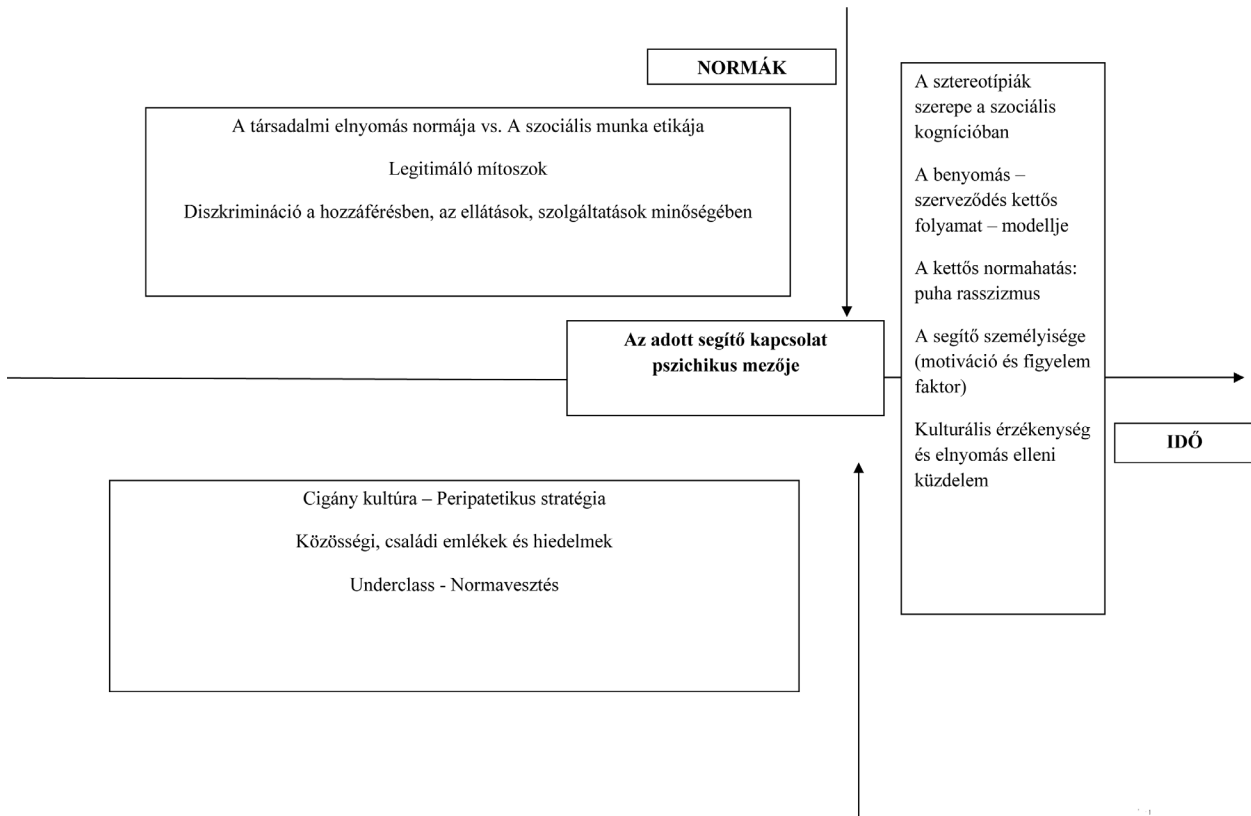 NORMÁK
A társadalmi elnyomás normája vs. A szociális munka etikája
Legitimáló mítoszok
Diszkrimináció a hozzáférésben, az ellátások, szolgáltatások minőségében
Az adott segítő kapcsolat
pszichikus mezője
A sztereotípiák
szerepe a szociális
kognícióban
A benyomás –
szerveződés kettős
folyamat – modellje
A kettős normahatás:
puha rasszizmus
A segítő személyisége
(motiváció és figyelem
faktor)
Kulturális érzékenység
és elnyomás elleni
küzdelem
IDŐ
Cigány kultúra – Peripatetikus stratégia
Közösségi, családi emlékek és hiedelmek
Underclass - Normavesztés